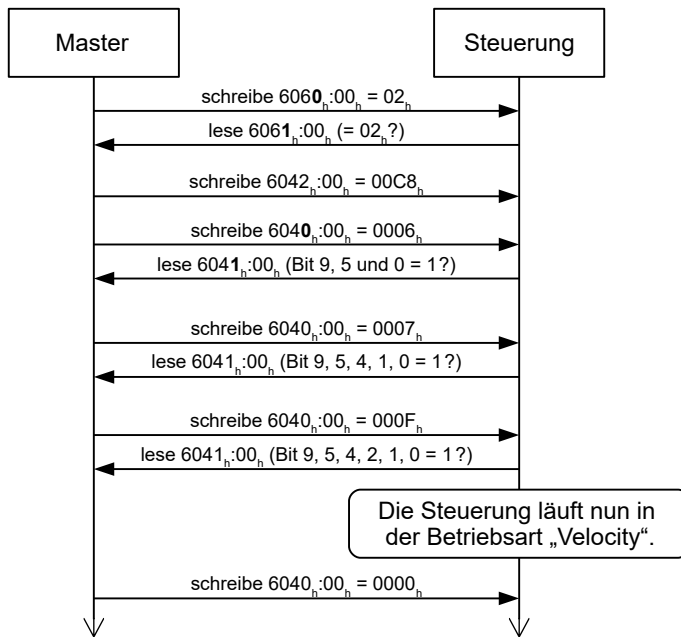 Master
Steuerung
schreibe 6060ₕ:00ₕ = 02ₕ
lese 6061ₕ:00ₕ (= 02ₕ?)
schreibe 6042ₕ:00ₕ = 00C8ₕ
schreibe 6040ₕ:00ₕ = 0006ₕ
lese 6041ₕ:00ₕ (Bit 9, 5 und 0 = 1?)
schreibe 6040ₕ:00ₕ = 0007ₕ
lese 6041ₕ:00ₕ (Bit 9, 5, 4, 1, 0 = 1?)
schreibe 6040ₕ:00ₕ = 000Fₕ
lese 6041ₕ:00ₕ (Bit 9, 5, 4, 2, 1, 0 = 1?)
Die Steuerung läuft nun in
der Betriebsart „Velocity“.
schreibe 6040ₕ:00ₕ = 0000ₕ